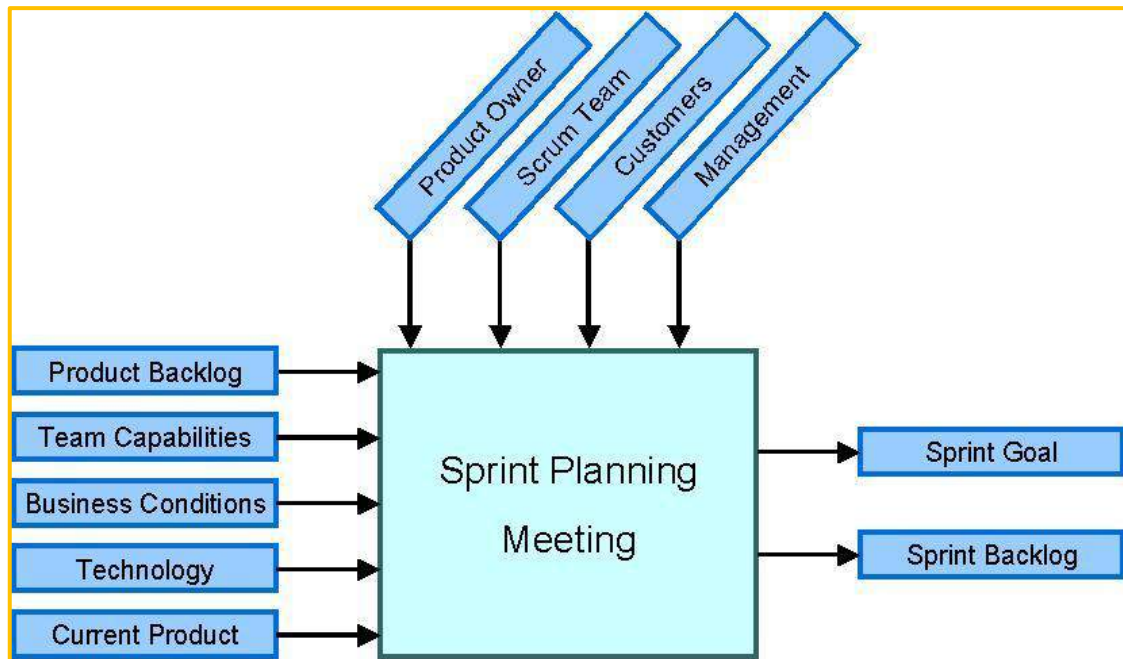 Product Owner
Scrum Team
Customers
Management
Product Backlog
Team Capabilities
Business Conditions
Technology
Current Product
Sprint Planning
Meeting
Sprint Goal
Sprint Backlog